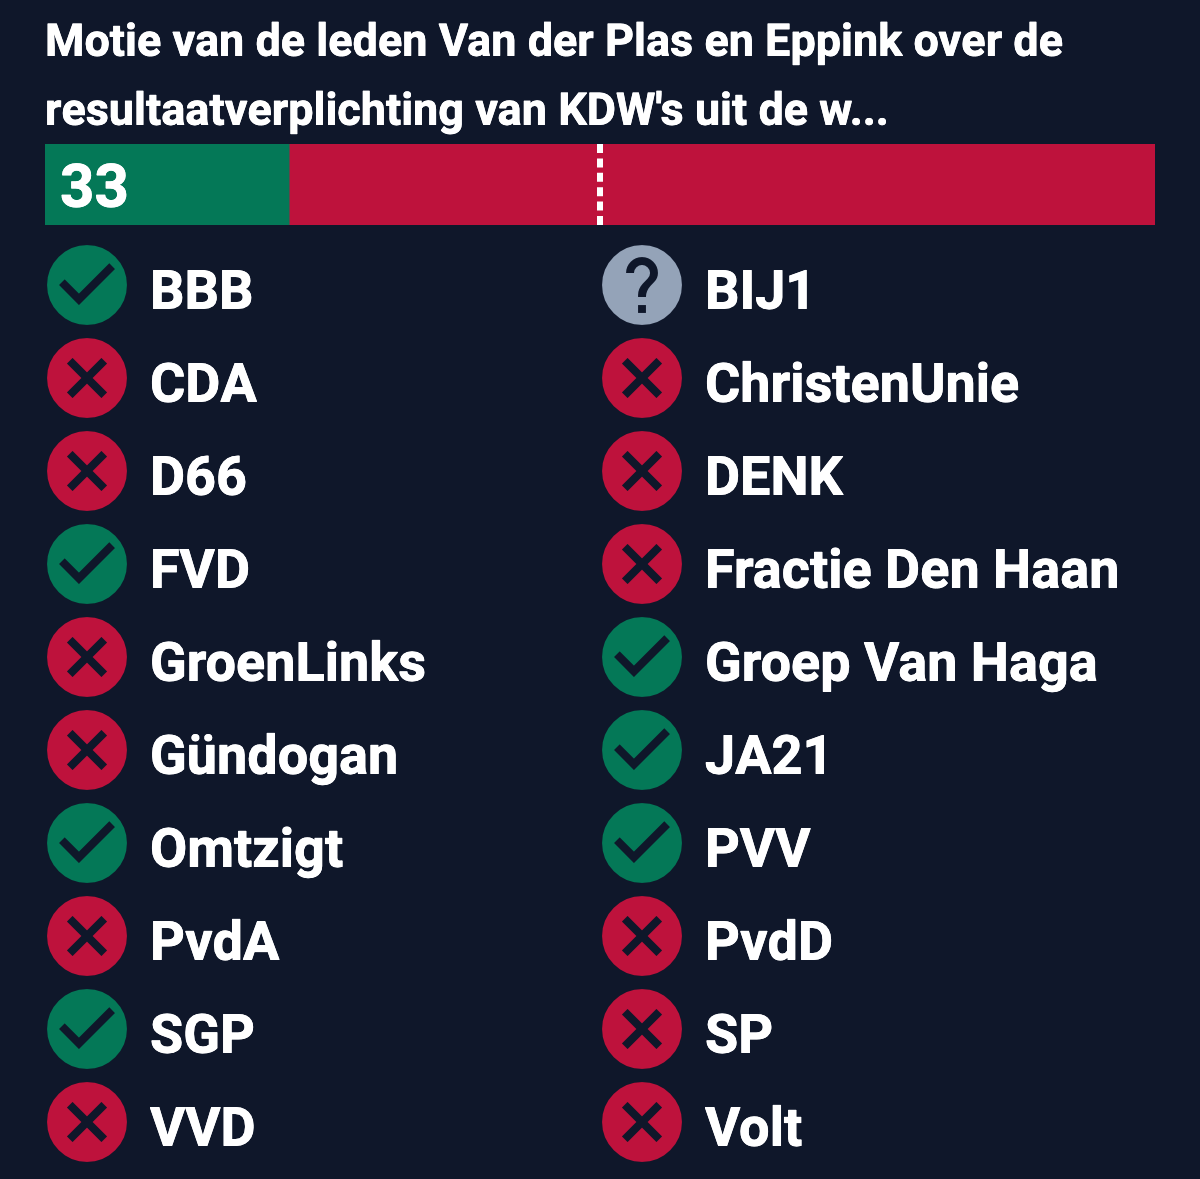 Motie van de leden Van der Plas en Eppink over de
resultaatverplichting van KDW's uit de w...
33
BBB
? BIJ1
CDA
ChristenUnie
D66
DENK
FVD
Fractie Den Haan
GroenLinks
Groep Van Haga
Gündogan
JA21
Omtzigt
PVV
PvdA
PvdD
SGP
SP
VVD
Volt